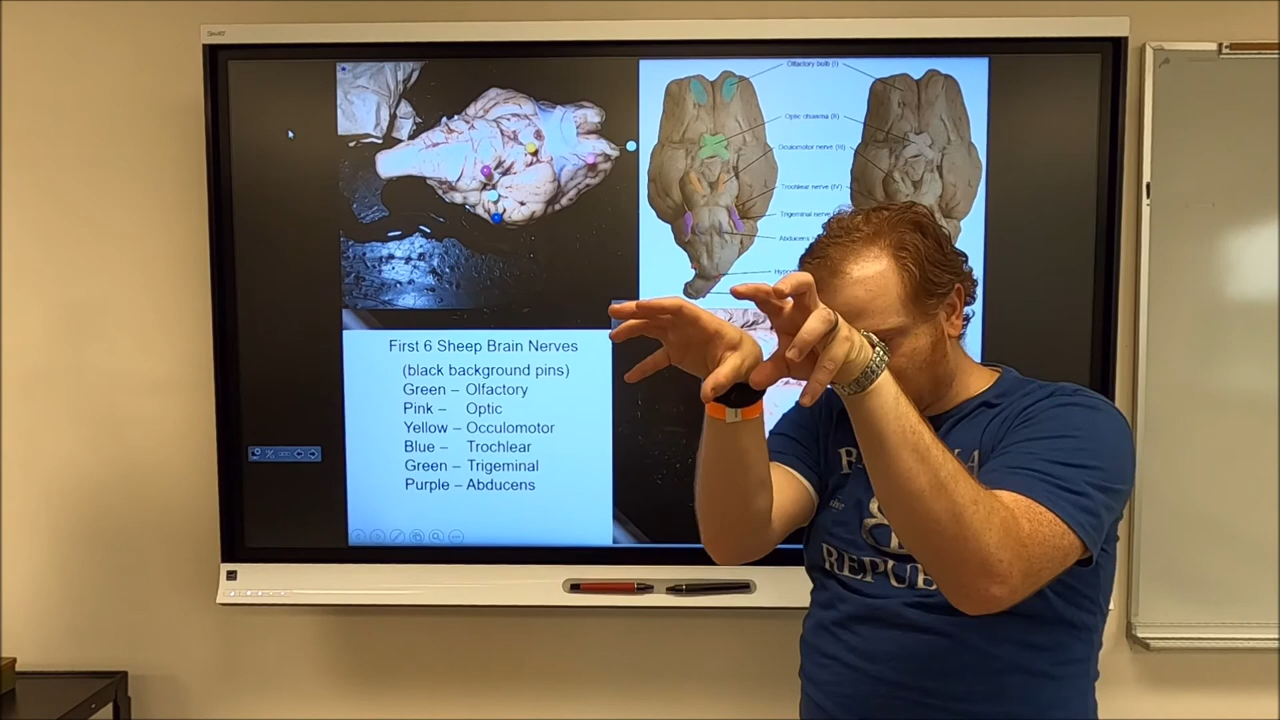 SMART
Olfactory bulb (I)
Optic chiasma (II)
Oculomotor nerve (III)
Trochlear nerve (IV)
Trigeminal nerve
Abducens
First 6 Sheep Brain Nerves
(black background pins)
Green – Olfactory
Pink – Optic
Yellow – Occulomotor
Blue – Trochlear
Green – Trigeminal
Purple – Abducens
REPUB